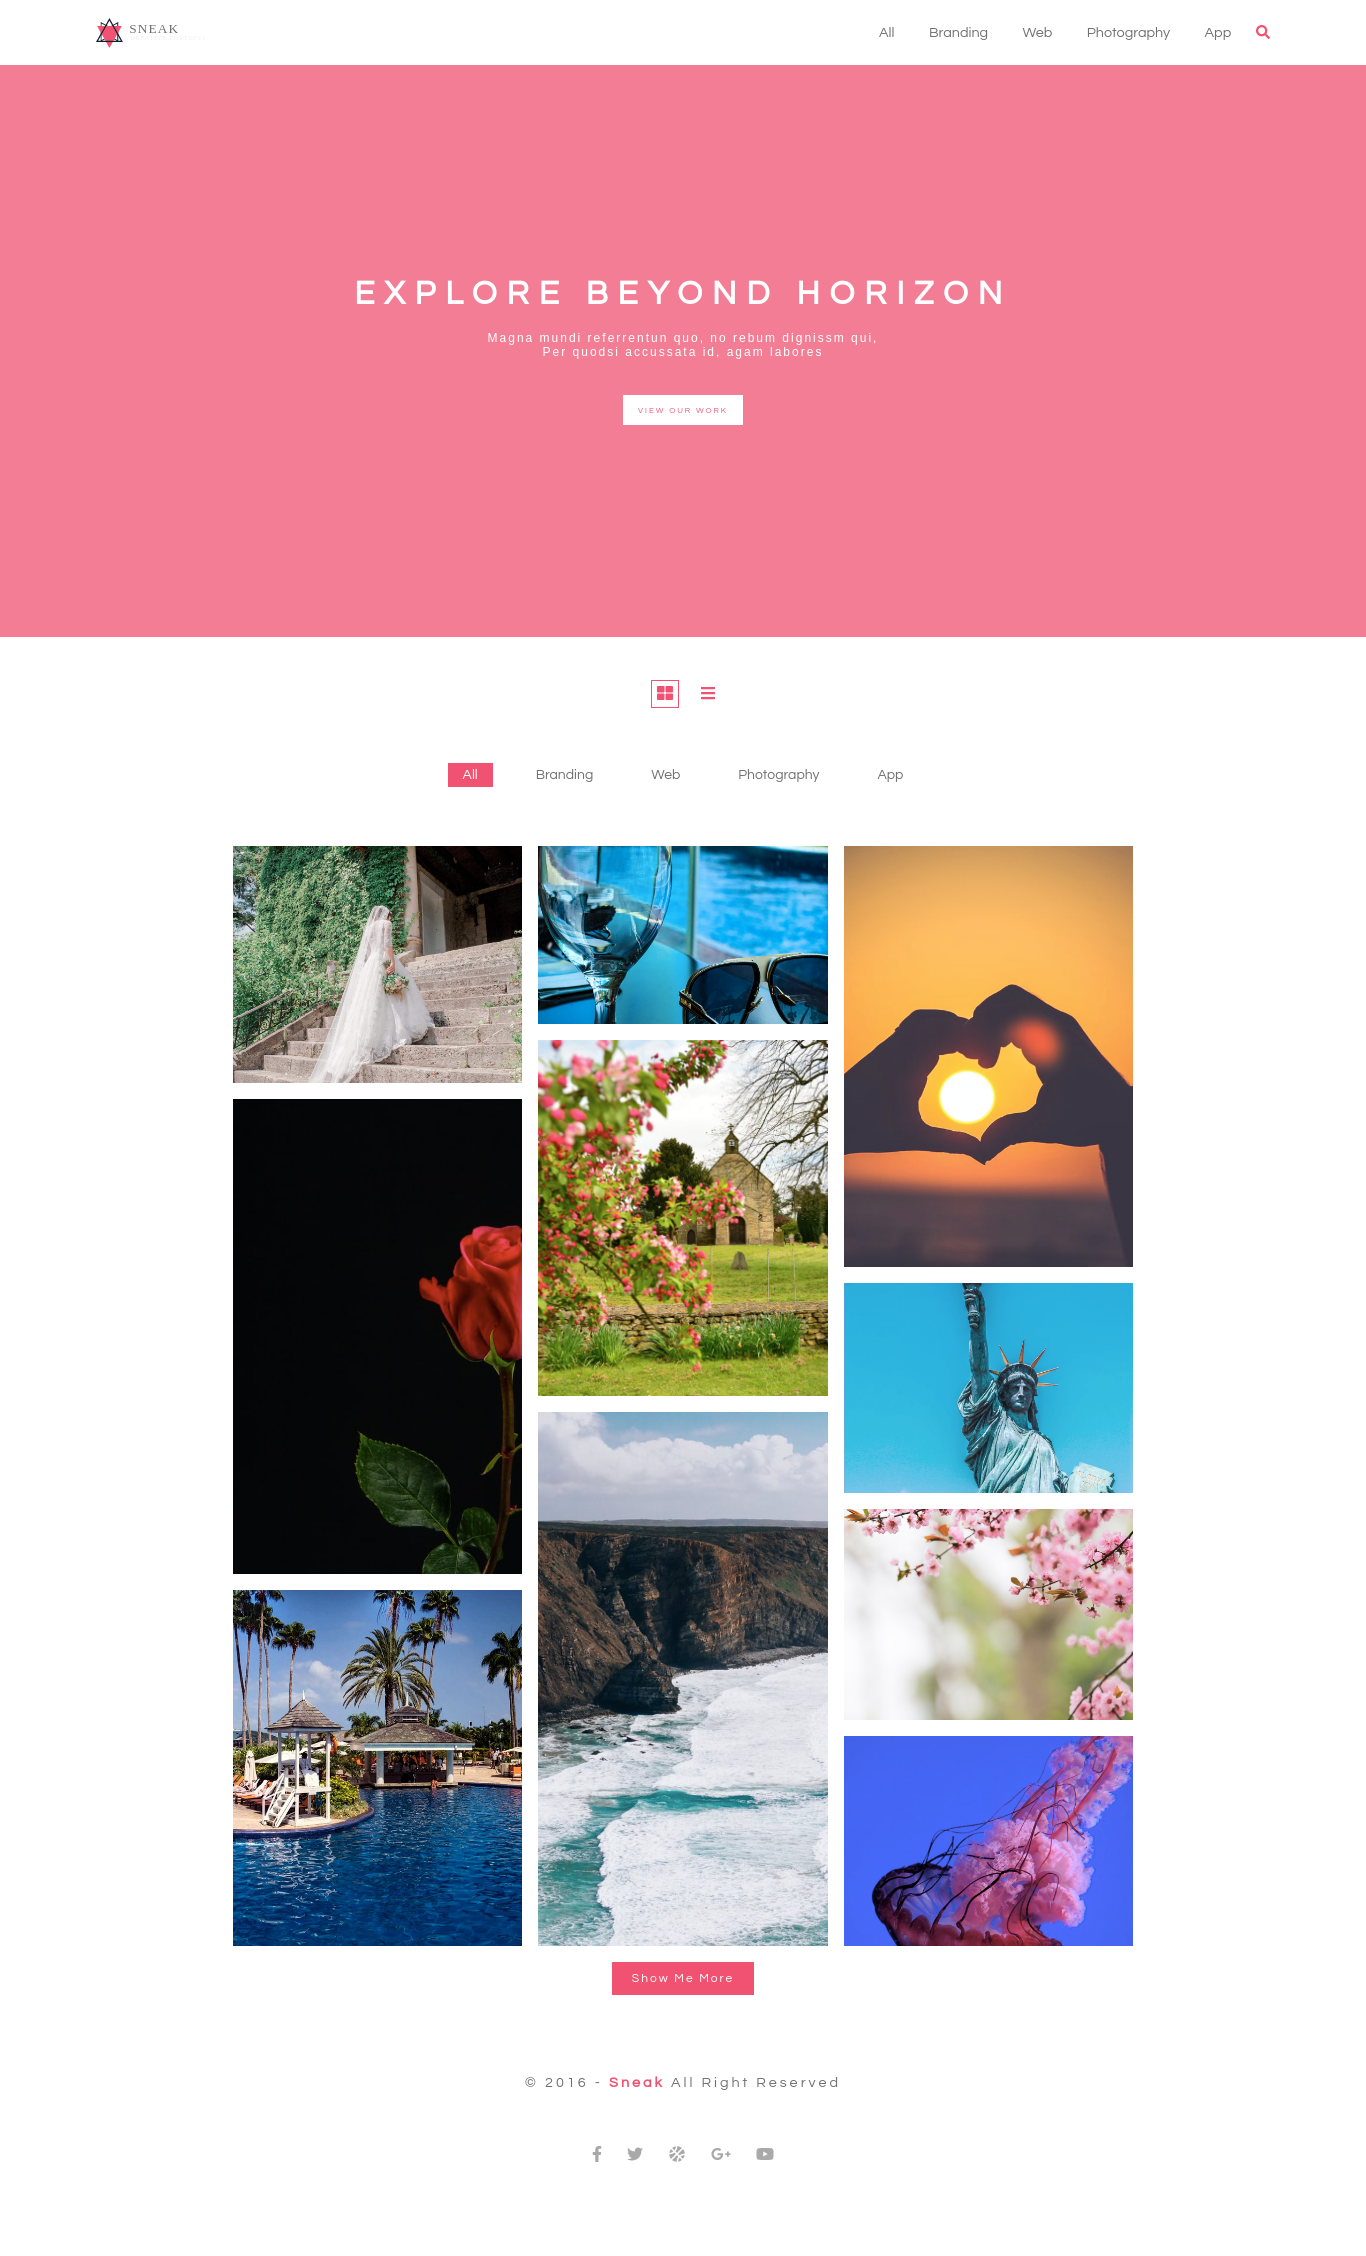 SNEAK
All Branding Web Photography App
EXPLORE BEYOND HORIZON
Magna mundi referrentun quo, no rebum dignissm qui,
Per quodsi accussata id, agam labores
VIEW OUR WORK
All Branding Web Photography App
Show Me More
© 2016 - Sneak All Right Reserved